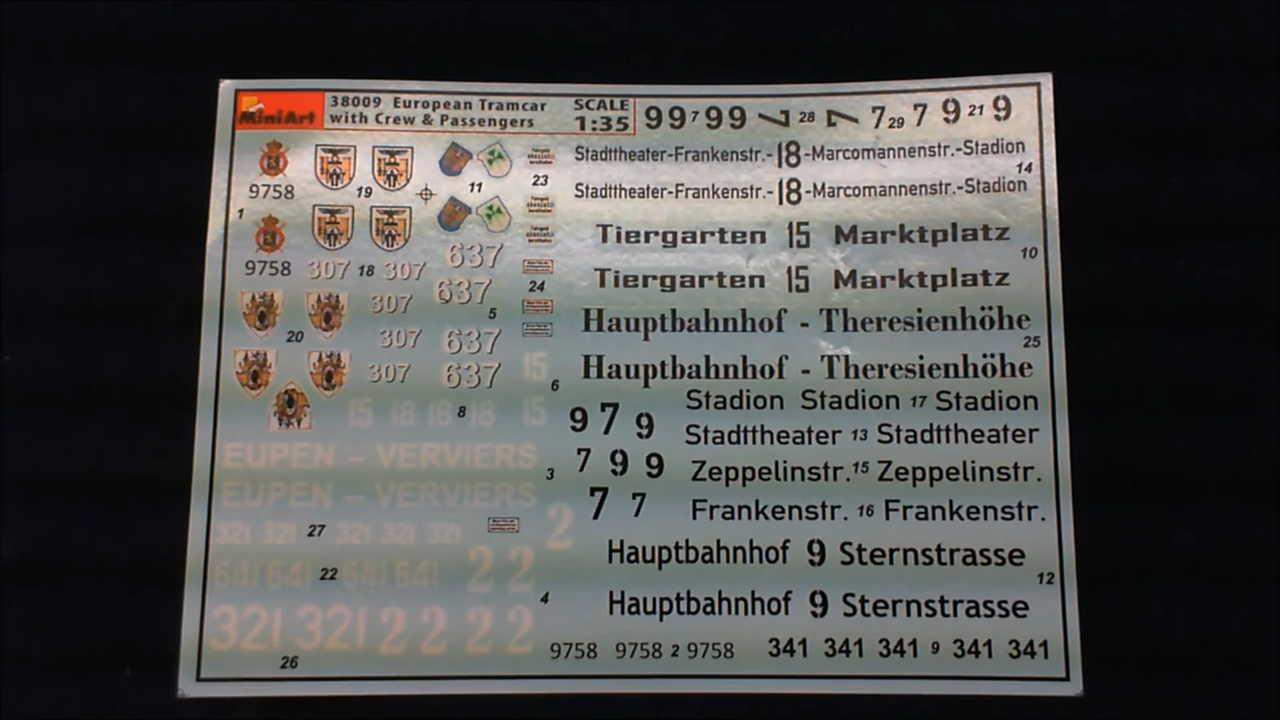 MiniArt
38009 European Tramcar
with Crew & Passengers
SCALE
1:35
99 7 99 7 28 7 7 29 7 9 21 9
Stadttheater-Frankenstr.-18-Marcomannenstr.-Stadion
14
Stadttheater-Frankenstr.-18-Marcomannenstr.-Stadion
9758 19 11 23
1
Tiergarten 15 Marktplatz
10
9758 307 18 307 637
Tiergarten 15 Marktplatz
24
307 637 5
Hauptbahnhof - Theresienhöhe
25
20 307 637
Hauptbahnhof - Theresienhöhe
307 637 15 6
Stadion Stadion 17 Stadion
15 18 18 8 18 15
9 7 9
Stadttheater 13 Stadttheater
EUPEN – VERVIERS
3 7 9 9
Zeppelinstr. 15 Zeppelinstr.
EUPEN – VERVIERS
7 7
Frankenstr. 16 Frankenstr.
321 321 27 321 321 321 2
Hauptbahnhof 9 Sternstrasse
12
641 641 22 641 641 2 2
4
Hauptbahnhof 9 Sternstrasse
321 321 2 2 2 2
26
9758 9758 2 9758 341 341 341 9 341 341